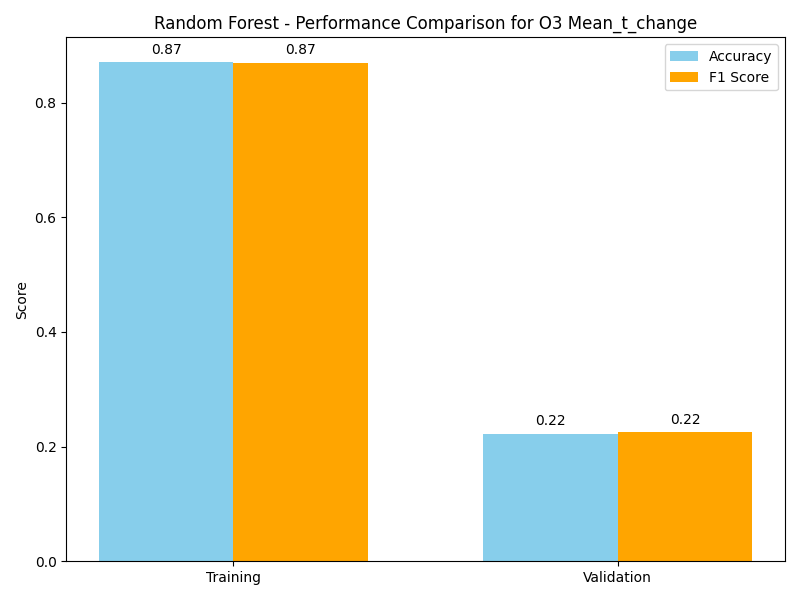 Random Forest - Performance Comparison for O3 Mean_t_change
0.87
0.87
Accuracy
F1 Score
0.8
0.6
Score
0.4
0.22
0.22
0.2
0.0
Training
Validation